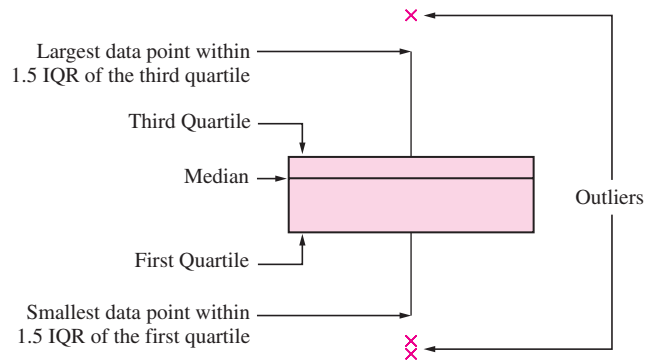 Largest data point within
1.5 IQR of the third quartile
Third Quartile
Median
Outliers
First Quartile
Smallest data point within
1.5 IQR of the first quartile